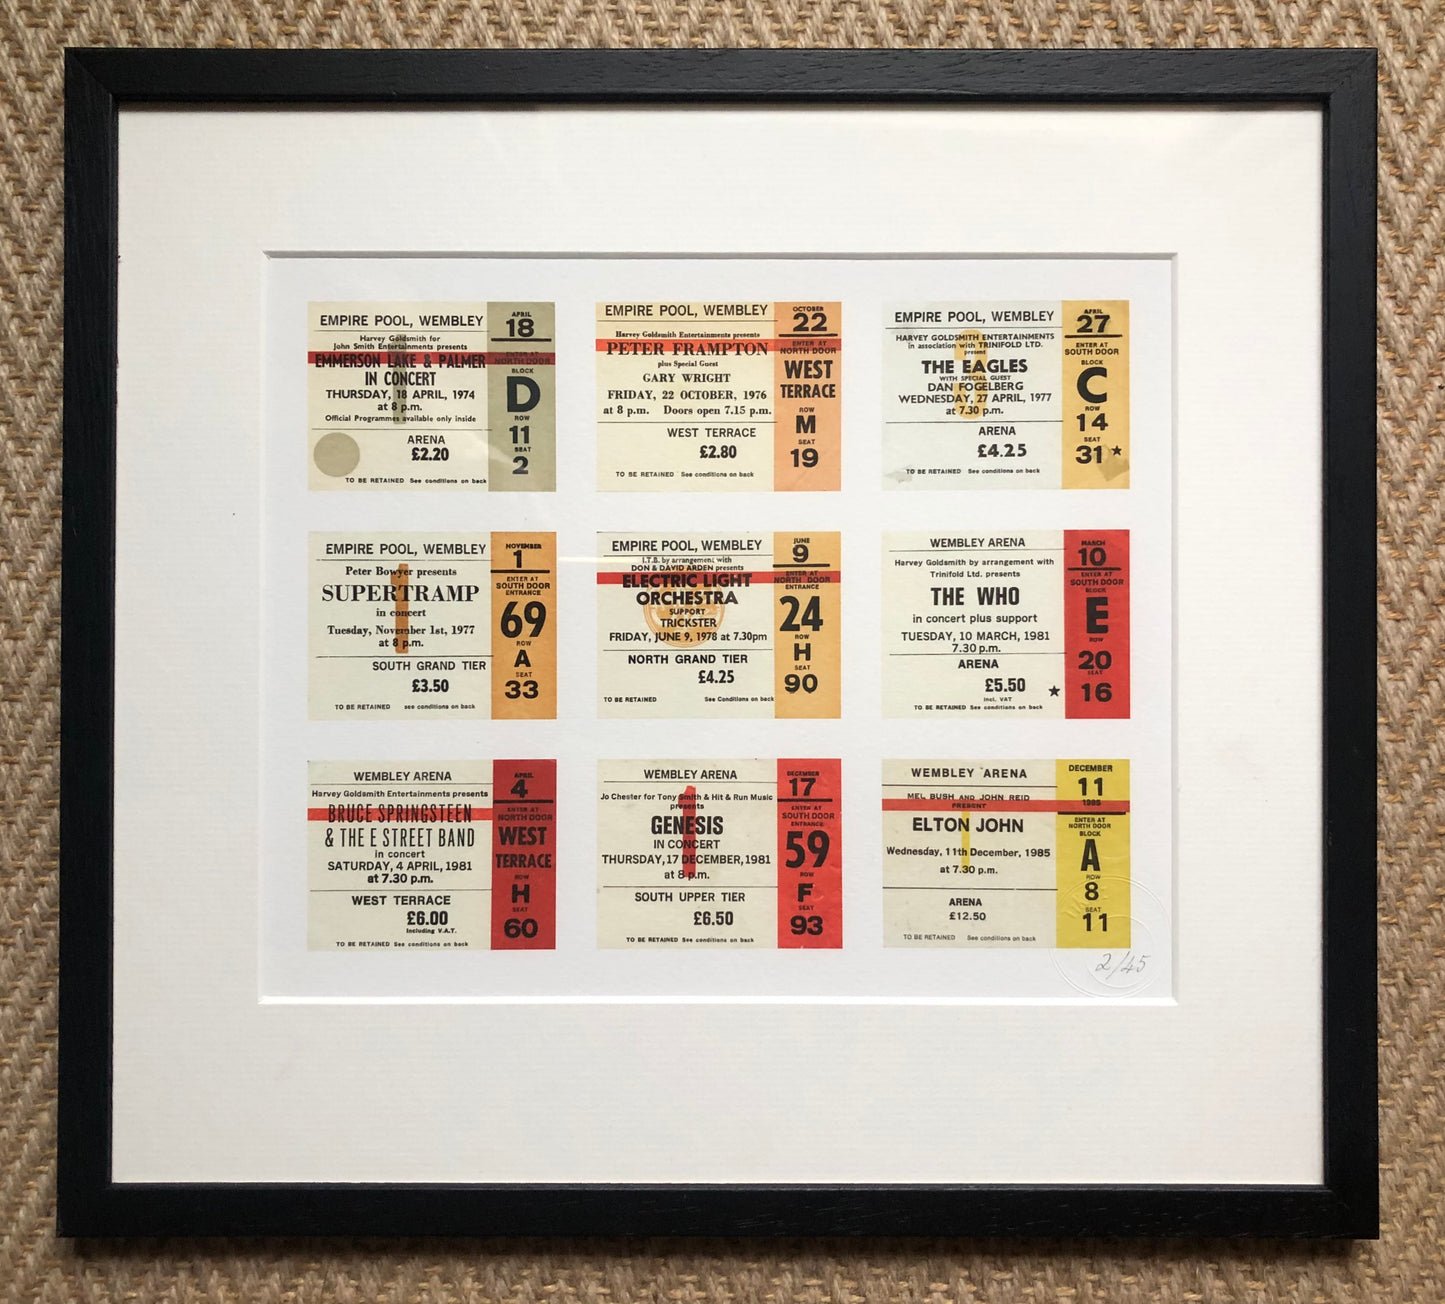 EMPIRE POOL, WEMBLEY
Harvey Goldsmith for
John Smith Entertainments presents
EMMERSON LAKE & PALMER
IN CONCERT
THURSDAY, 18 APRIL, 1974
at 8 p.m.
Official Programmes available only inside
ARENA
£2.20
TO BE RETAINED See conditions on back
APRIL
18
ENTER AT
NORTH DOOR
BLOCK
D
ROW
11
SEAT
2
EMPIRE POOL, WEMBLEY
Harvey Goldsmith Entertainments presents
PETER FRAMPTON
plus Special Guest
GARY WRIGHT
FRIDAY, 22 OCTOBER, 1976
at 8 p.m. Doors open 7.15 p.m.
WEST TERRACE
£2.80
TO BE RETAINED See conditions on back
OCTOBER
22
ENTER AT
NORTH DOOR
WEST
TERRACE
ROW
M
SEAT
19
EMPIRE POOL, WEMBLEY
HARVEY GOLDSMITH ENTERTAINMENTS
in association with TRINIFOLD LTD.
present
THE EAGLES
WITH SPECIAL GUEST
DAN FOGELBERG
WEDNESDAY, 27 APRIL, 1977
at 7.30 p.m.
ARENA
£4.25
TO BE RETAINED See conditions on back
APRIL
27
ENTER AT
SOUTH DOOR
BLOCK
C
ROW
14
SEAT
31 ★
EMPIRE POOL, WEMBLEY
Peter Bowyer presents
SUPERTRAMP
in concert
Tuesday, November 1st, 1977
at 8 p.m.
SOUTH GRAND TIER
£3.50
TO BE RETAINED see conditions on back
NOVEMBER
1
ENTER AT
SOUTH DOOR
ENTRANCE
69
ROW
A
SEAT
33
EMPIRE POOL, WEMBLEY
I.T.B. by arrangement with
DON & DAVID ARDEN presents
ELECTRIC LIGHT
ORCHESTRA
SUPPORT
TRICKSTER
FRIDAY, JUNE 9, 1978 at 7.30pm
NORTH GRAND TIER
£4.25
TO BE RETAINED See Conditions on back
JUNE
9
ENTER AT
NORTH DOOR
ENTRANCE
24
ROW
H
SEAT
90
WEMBLEY ARENA
Harvey Goldsmith by arrangement with
Trinifold Ltd. presents
THE WHO
in concert plus support
TUESDAY, 10 MARCH, 1981
7.30 p.m.
ARENA
£5.50 ★
incl. VAT
TO BE RETAINED See conditions on back
MARCH
10
ENTER AT
SOUTH DOOR
BLOCK
E
ROW
20
SEAT
16
WEMBLEY ARENA
Harvey Goldsmith Entertainments presents
BRUCE SPRINGSTEEN
& THE E STREET BAND
in concert
SATURDAY, 4 APRIL, 1981
at 7.30 p.m.
WEST TERRACE
£6.00
Including V.A.T.
TO BE RETAINED See conditions on back
APRIL
4
ENTER AT
NORTH DOOR
WEST
TERRACE
ROW
H
SEAT
60
WEMBLEY ARENA
Jo Chester for Tony Smith & Hit & Run Music
presents
GENESIS
IN CONCERT
THURSDAY, 17 DECEMBER, 1981
at 8 p.m.
SOUTH UPPER TIER
£6.50
TO BE RETAINED See conditions on back
DECEMBER
17
ENTER AT
SOUTH DOOR
ENTRANCE
59
ROW
F
SEAT
93
WEMBLEY ARENA
MEL BUSH AND JOHN REID
PRESENT
ELTON JOHN
Wednesday, 11th December, 1985
at 7.30 p.m.
ARENA
£12.50
TO BE RETAINED See conditions on back
DECEMBER
11
1985
ENTER AT
NORTH DOOR
BLOCK
A
ROW
8
SEAT
11
2/45